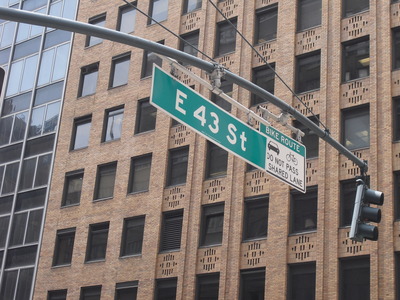 E 43 St
BIKE ROUTE
DO NOT PASS
SHARED LANE